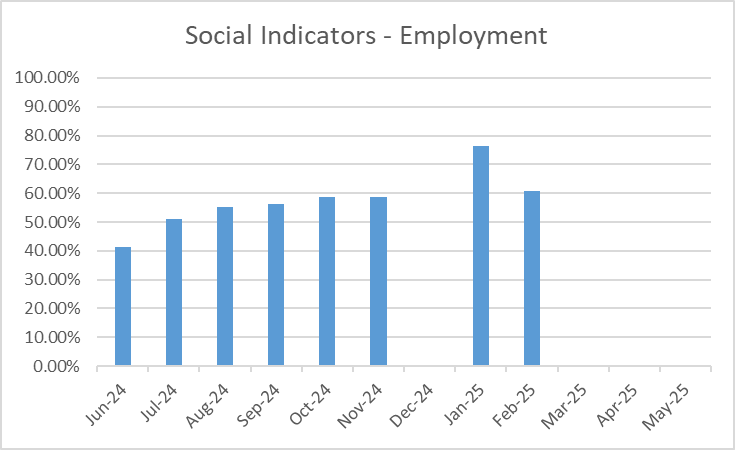 Social Indicators - Employment
100.00%
90.00%
80.00%
70.00%
60.00%
50.00%
40.00%
30.00%
20.00%
10.00%
0.00%
Jun-24
Jul-24
Aug-24
Sep-24
Oct-24
Nov-24
Dec-24
Jan-25
Feb-25
Mar-25
Apr-25
May-25